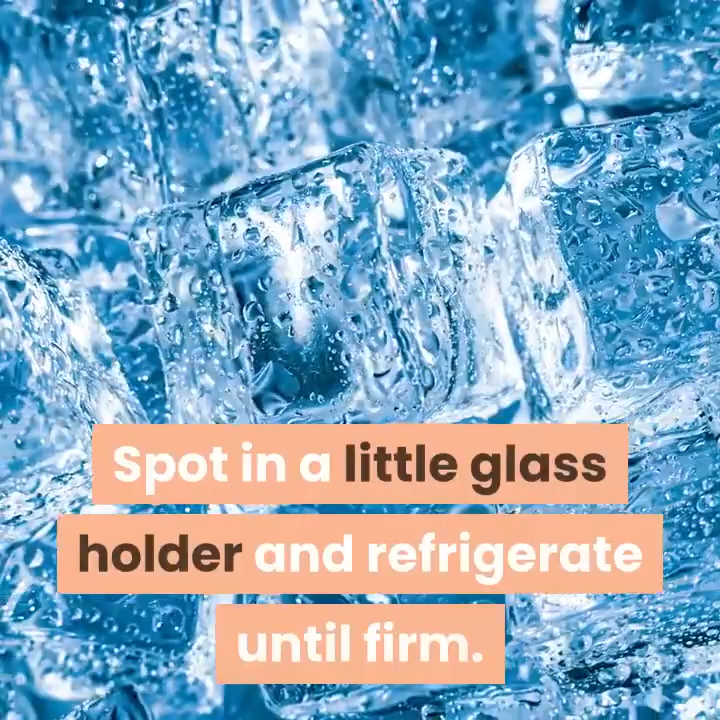 Spot in a little glass
holder and refrigerate
until firm.